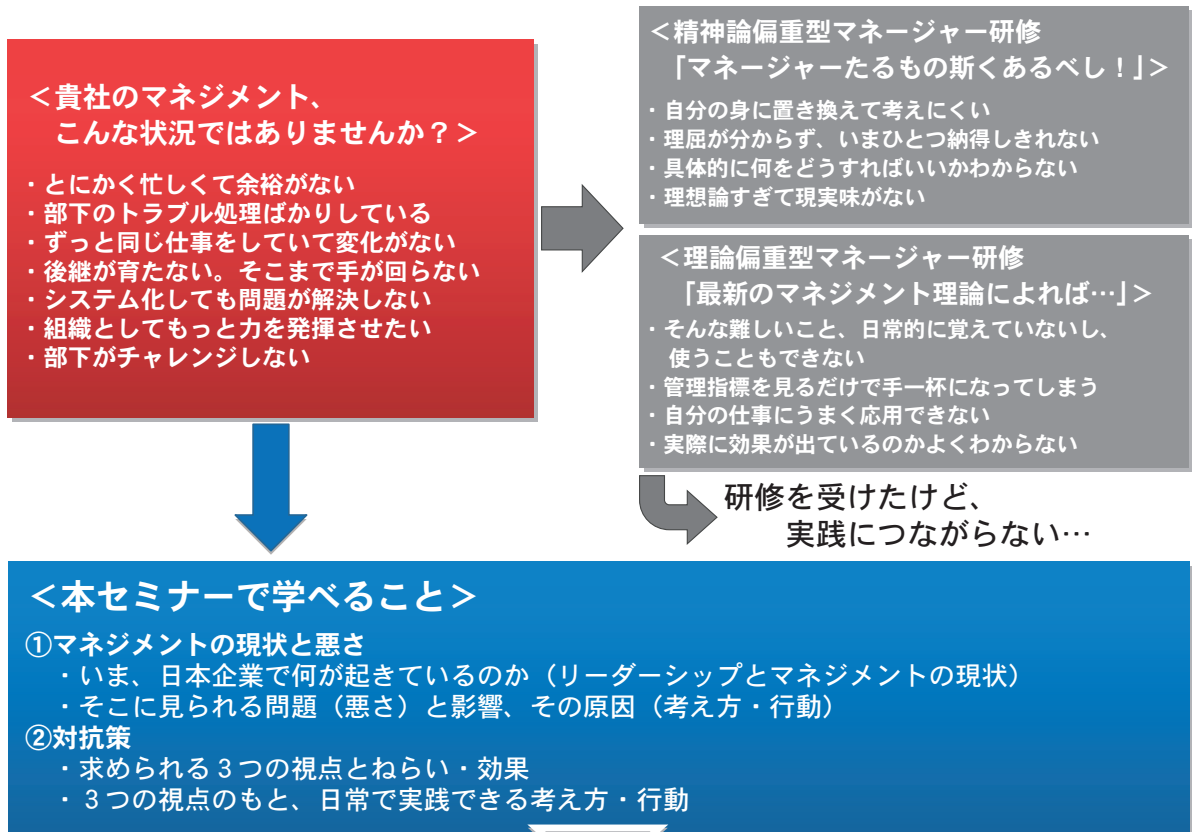 ＜貴社のマネジメント、
こんな状況ではありませんか？＞
・とにかく忙しくて余裕がない
・部下のトラブル処理ばかりしている
・ずっと同じ仕事をしていて変化がない
・後継が育たない。そこまで手が回らない
・システム化しても問題が解決しない
・組織としてもっと力を発揮させたい
・部下がチャレンジしない
＜精神論偏重型マネージャー研修
「マネージャーたるもの斯くあるべし！」＞
・自分の身に置き換えて考えにくい
・理屈が分からず、いまひとつ納得しきれない
・具体的に何をどうすればいいかわからない
・理想論すぎて現実味がない
＜理論偏重型マネージャー研修
「最新のマネジメント理論によれば…」＞
・そんな難しいこと、日常的に覚えていないし、
使うこともできない
・管理指標を見るだけで手一杯になってしまう
・自分の仕事にうまく応用できない
・実際に効果が出ているのかよくわからない
研修を受けたけど、
実践につながらない…
＜本セミナーで学べること＞
①マネジメントの現状と悪さ
・いま、日本企業で何が起きているのか（リーダーシップとマネジメントの現状）
・そこに見られる問題（悪さ）と影響、その原因（考え方・行動）
②対抗策
・求められる３つの視点とねらい・効果
・３つの視点のもと、日常で実践できる考え方・行動